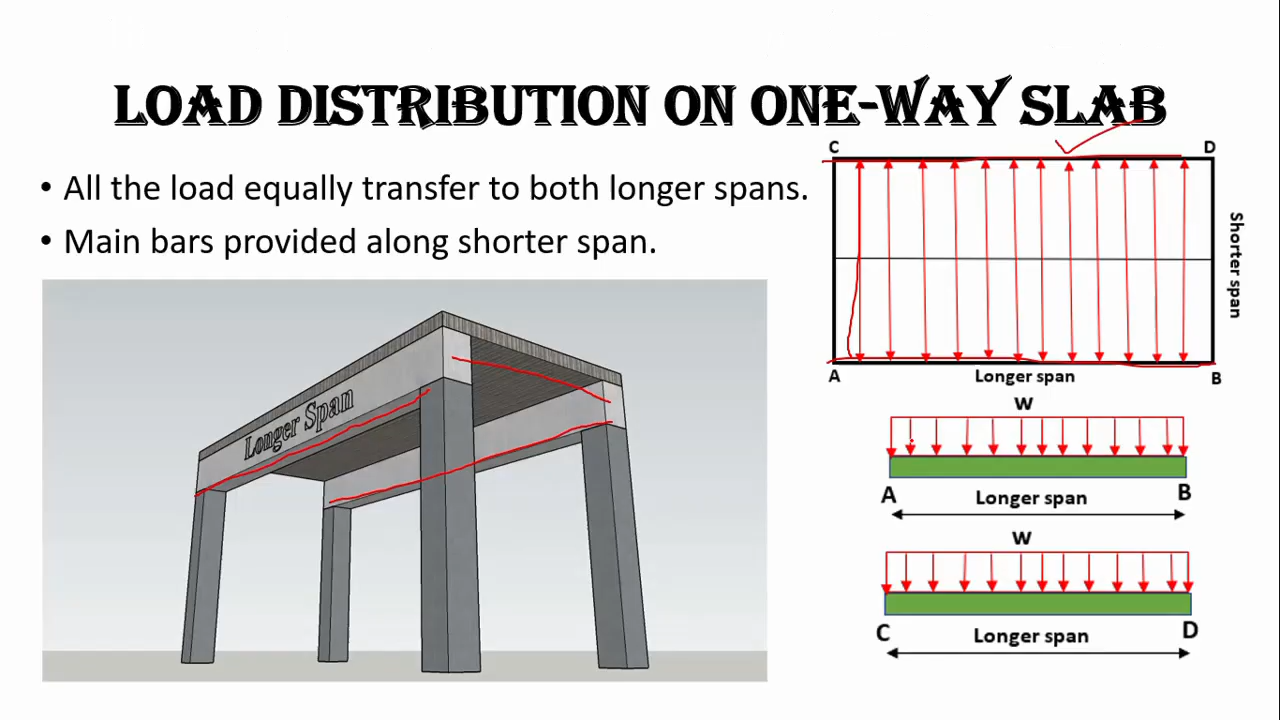 LOAD DISTRIBUTION ON ONE-WAY SLAB
• All the load equally transfer to both longer spans.
• Main bars provided along shorter span.
Longer Span
C D
Shorter span
A Longer span B
W
A Longer span B
W
C Longer span D